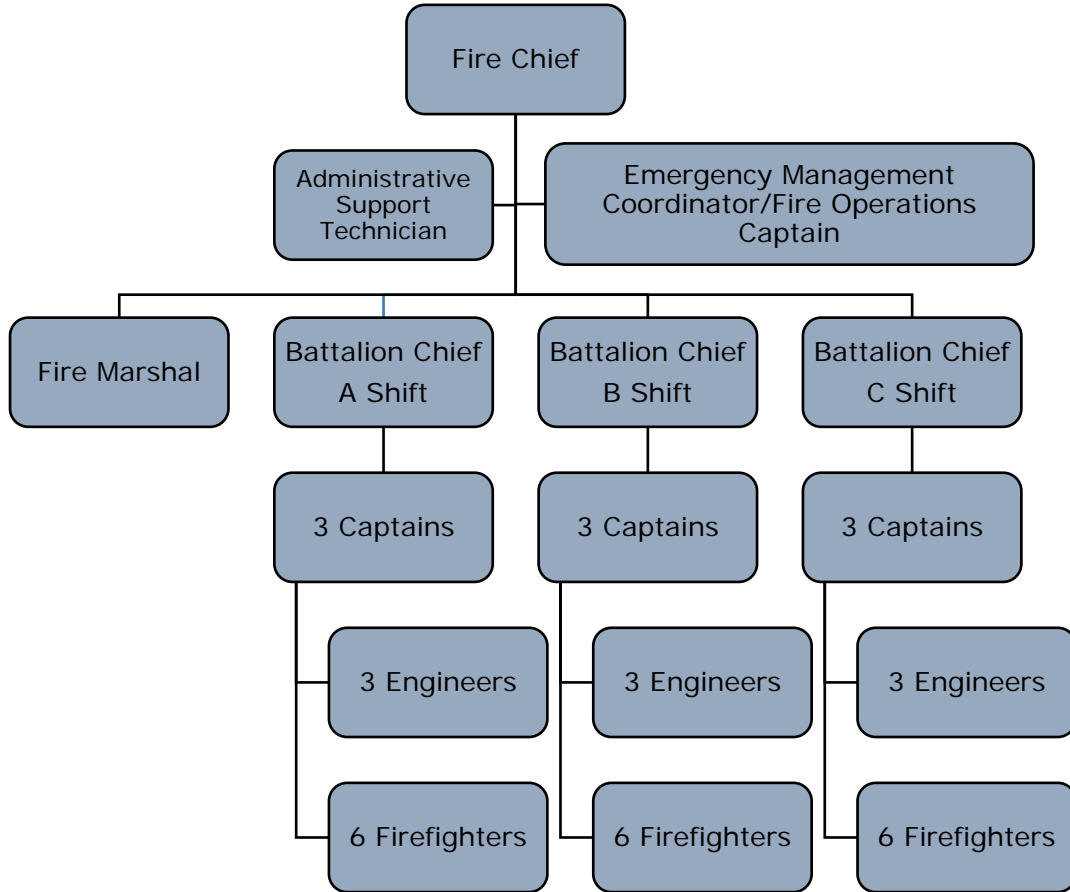 Fire Chief
Administrative
Support
Technician
Emergency Management
Coordinator/Fire Operations
Captain
Fire Marshal
Battalion Chief
A Shift
Battalion Chief
B Shift
Battalion Chief
C Shift
3 Captains
3 Captains
3 Captains
3 Engineers
3 Engineers
3 Engineers
6 Firefighters
6 Firefighters
6 Firefighters